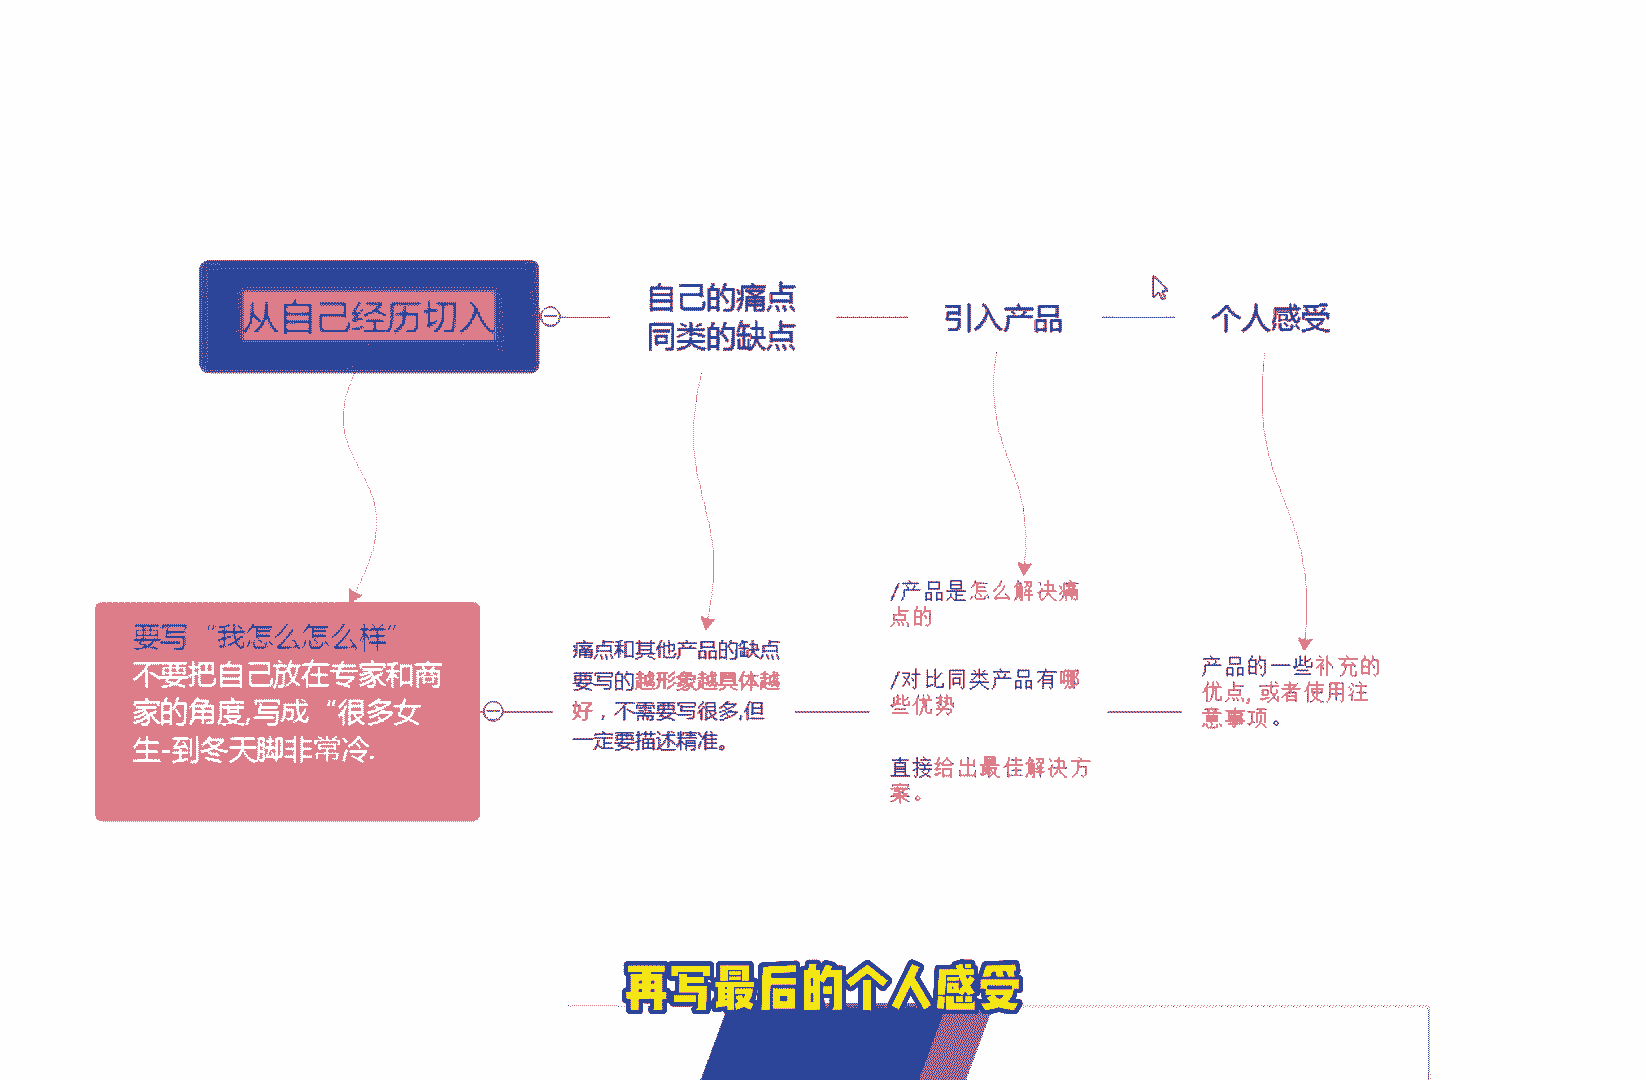 从自己经历切入
自己的痛点
同类的缺点
引入产品
个人感受
要写“我怎么怎么样”
不要把自己放在专家和商
家的角度,写成“很多女
生-到冬天脚非常冷.
痛点和其他产品的缺点
要写的越形象越具体越
好，不需要写很多,但
一定要描述精准。
/产品是怎么解决痛
点的
/对比同类产品有哪
些优势
直接给出最佳解决方
案。
产品的一些补充的
优点, 或者使用注
意事项。
再写最后的个人感受